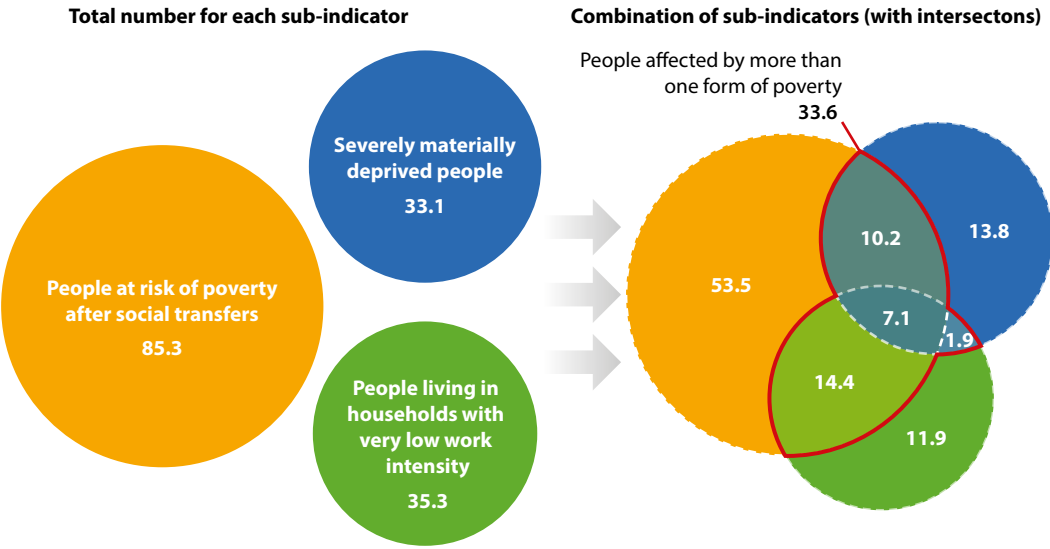 Total number for each sub-indicator
Severely materially
deprived people
33.1
People at risk of poverty
after social transfers
85.3
People living in
households with
very low work
intensity
35.3
Combination of sub-indicators (with intersectons)
People affected by more than
one form of poverty
33.6
10.2
13.8
53.5
7.1
1.9
14.4
11.9